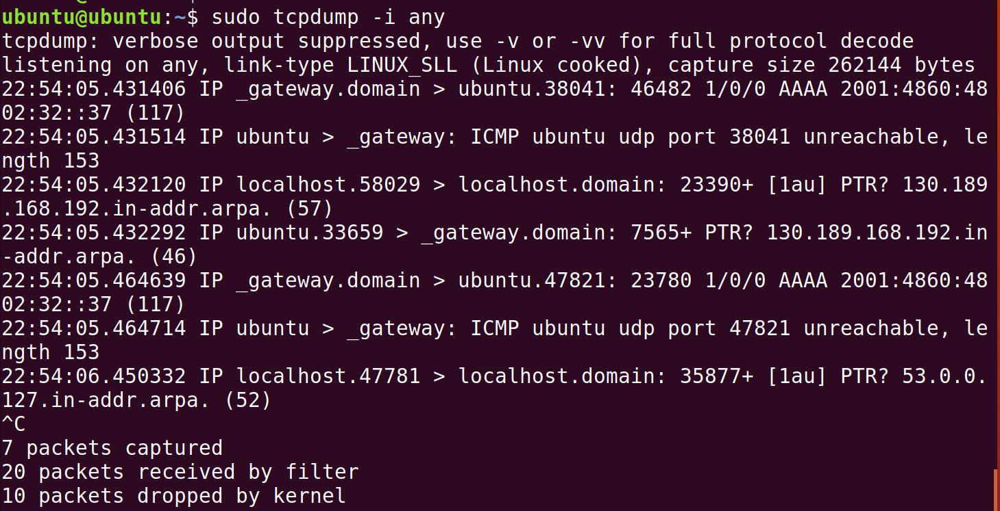 ubuntu@ubuntu:~$ sudo tcpdump -i any
tcpdump: verbose output suppressed, use -v or -vv for full protocol decode
listening on any, link-type LINUX_SLL (Linux cooked), capture size 262144 bytes
22:54:05.431406 IP _gateway.domain > ubuntu.38041: 46482 1/0/0 AAAA 2001:4860:48
02:32::37 (117)
22:54:05.431514 IP ubuntu > _gateway: ICMP ubuntu udp port 38041 unreachable, le
ngth 153
22:54:05.432120 IP localhost.58029 > localhost.domain: 23390+ [1au] PTR? 130.189
.168.192.in-addr.arpa. (57)
22:54:05.432292 IP ubuntu.33659 > _gateway.domain: 7565+ PTR? 130.189.168.192.in
-addr.arpa. (46)
22:54:05.464639 IP _gateway.domain > ubuntu.47821: 23780 1/0/0 AAAA 2001:4860:48
02:32::37 (117)
22:54:05.464714 IP ubuntu > _gateway: ICMP ubuntu udp port 47821 unreachable, le
ngth 153
22:54:06.450332 IP localhost.47781 > localhost.domain: 35877+ [1au] PTR? 53.0.0.
127.in-addr.arpa. (52)
^C
7 packets captured
20 packets received by filter
10 packets dropped by kernel